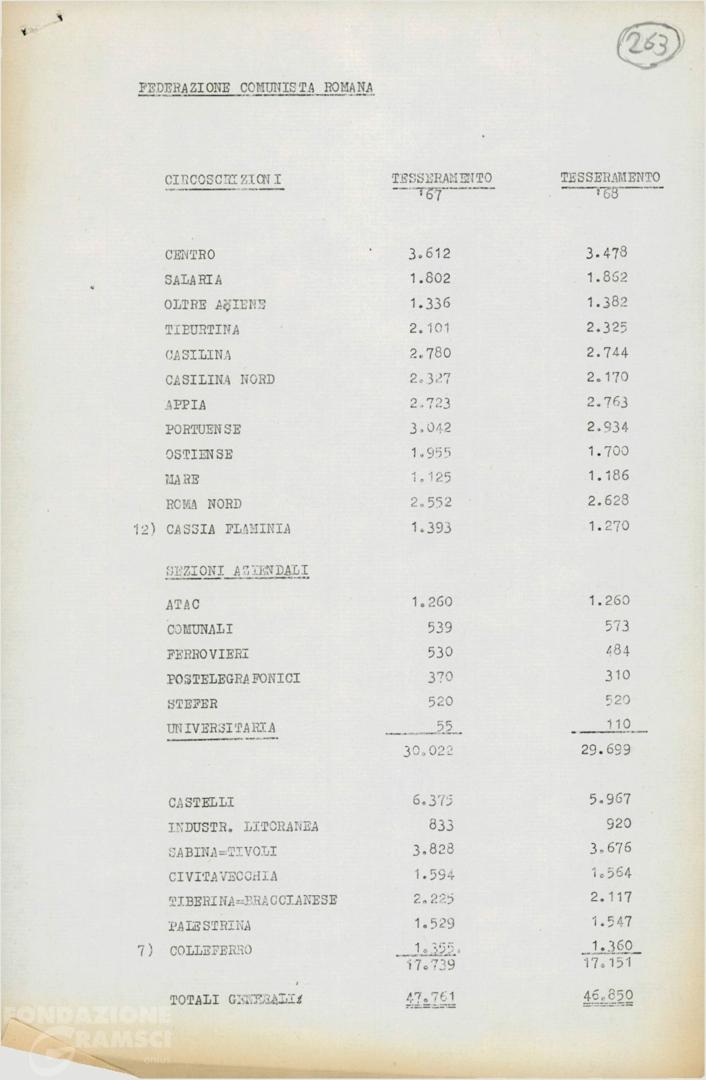 263
FEDERAZIONE COMUNISTA ROMANA
CIRCOSCRIZIONI TESSERAMENTO '67 TESSERAMENTO '68
CENTRO 3.612 3.478
SALARIA 1.802 1.862
OLTRE ANIENE 1.336 1.382
TIBURTINA 2.101 2.325
CASILINA 2.780 2.744
CASILINA NORD 2.327 2.170
APPIA 2.723 2.763
PORTUENSE 3.042 2.934
OSTIENSE 1.955 1.700
MARE 1.125 1.186
ROMA NORD 2.552 2.628
12) CASSIA FLAMINIA 1.393 1.270
SEZIONI AZIENDALI
ATAC 1.260 1.260
COMUNALI 539 573
FERROVIERI 530 484
POSTELEGRAFONICI 370 310
STEFER 520 520
UNIVERSITARIA 55 110
30.022 29.699
CASTELLI 6.375 5.967
INDUSTR. LITORANEA 833 920
SABINA=TIVOLI 3.828 3.676
CIVITAVECCHIA 1.594 1.564
TIBERINA=BRACCIANESE 2.225 2.117
PALESTRINA 1.529 1.547
7) COLLEFERRO 1.355. 1.360
17.739 17.151
TOTALI GENERALI: 47.761 46.850
FONDAZIONE
GRAMSCI
onlus